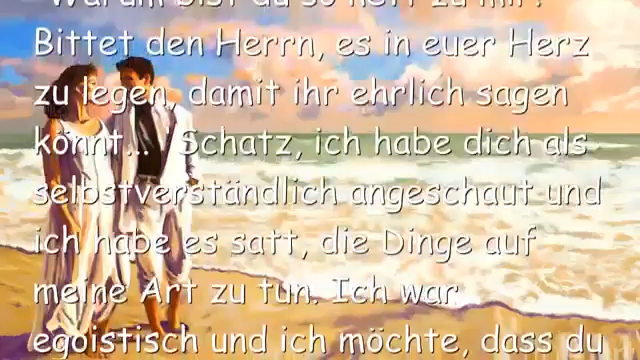 "Warum bist du so nett zu mir?"
Bittet den Herrn, es in euer Herz
zu legen, damit ihr ehrlich sagen
könnt... "Schatz, ich habe dich als
selbstverständlich angeschaut und
ich habe es satt, die Dinge auf
meine Art zu tun. Ich war
egoistisch und ich möchte, dass du